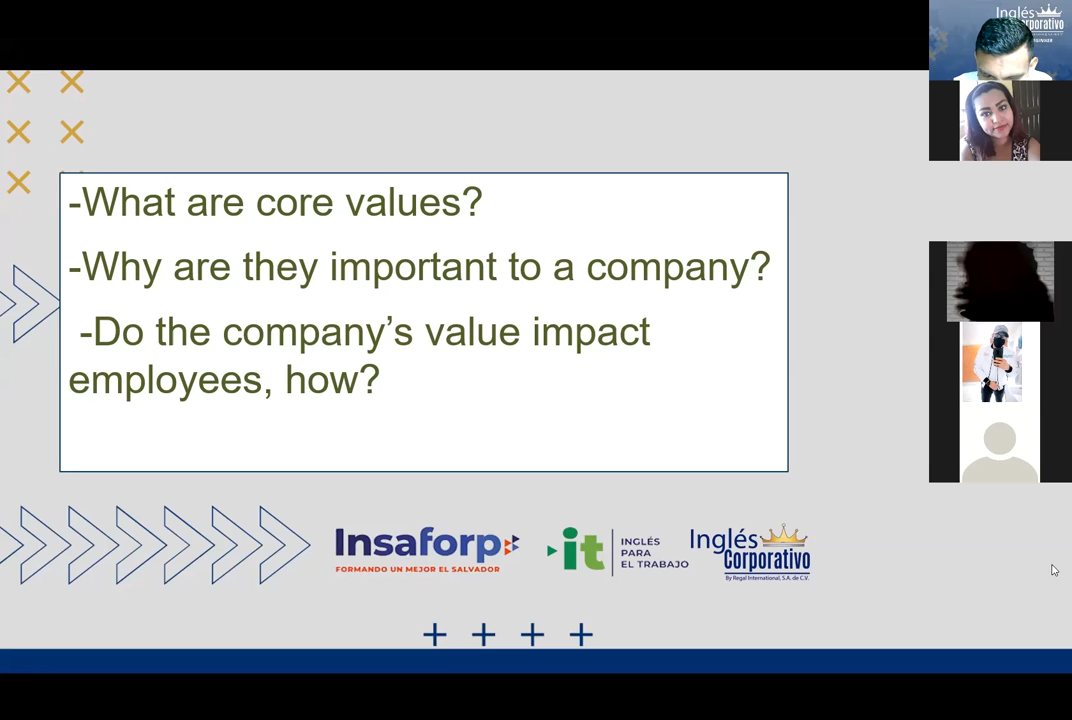 -What are core values?
-Why are they important to a company?
-Do the company's value impact
employees, how?
Insaforp
FORMANDO UN MEJOR EL SALVADOR
it
INGLÉS
PARA
EL TRABAJO
Inglés
Corporativo
By Regal International, S.A. de C.V.
Inglés